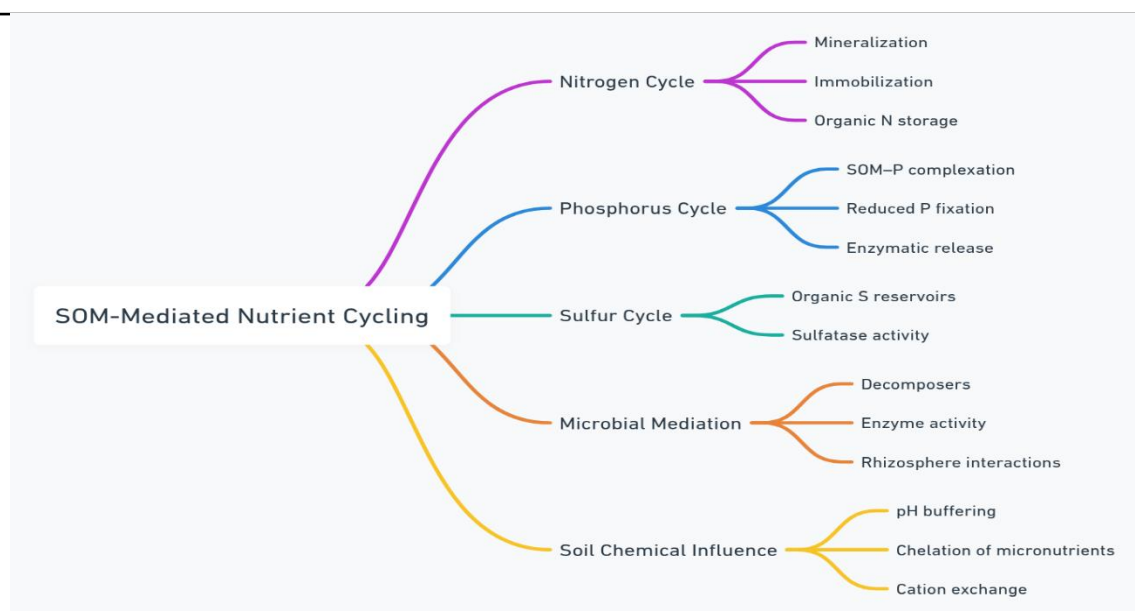 SOM-Mediated Nutrient Cycling
Nitrogen Cycle
Mineralization
Immobilization
Organic N storage
Phosphorus Cycle
SOM–P complexation
Reduced P fixation
Enzymatic release
Sulfur Cycle
Organic S reservoirs
Sulfatase activity
Microbial Mediation
Decomposers
Enzyme activity
Rhizosphere interactions
Soil Chemical Influence
pH buffering
Chelation of micronutrients
Cation exchange